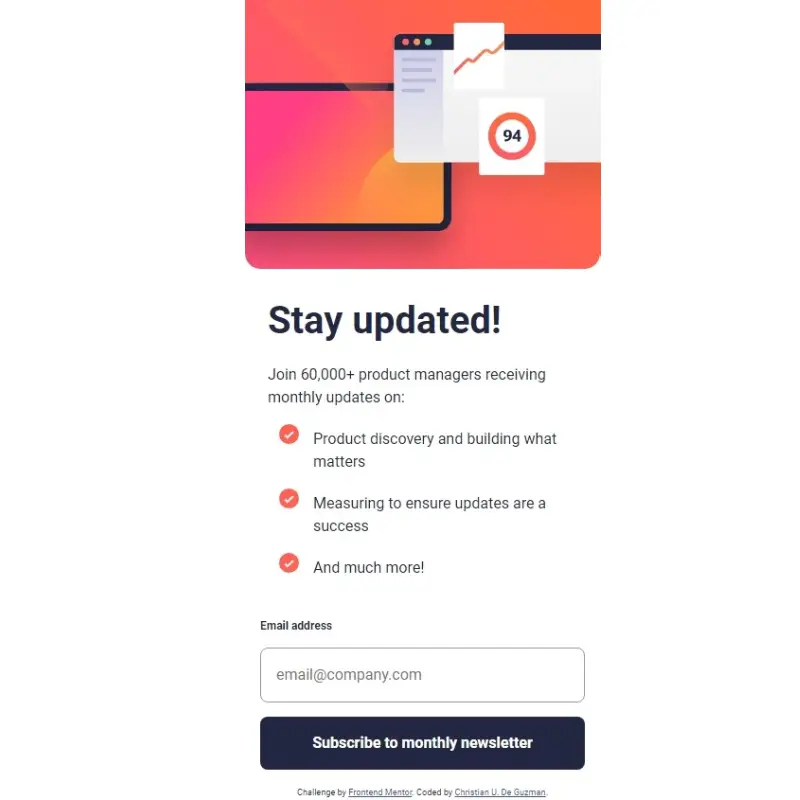 94
Stay updated!
Join 60,000+ product managers receiving
monthly updates on:
Product discovery and building what
matters
Measuring to ensure updates are a
success
And much more!
Email address
email@company.com
Subscribe to monthly newsletter
Challenge by Frontend Mentor. Coded by Christian U. De Guzman.